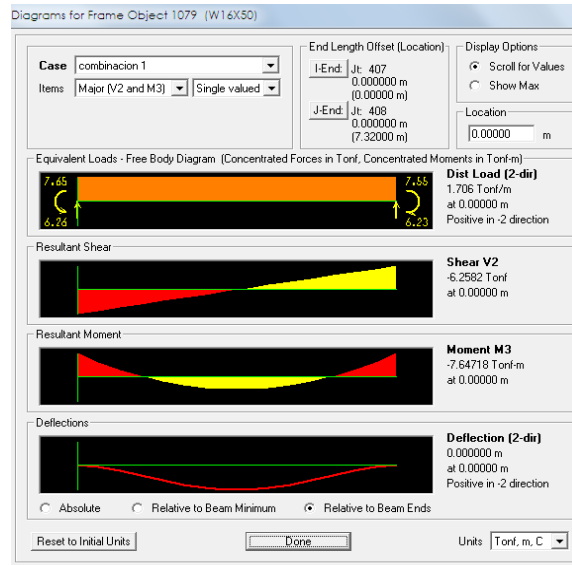 Diagrams for Frame Object 1079 (W16X50)
Case combinacion 1
Items Major (V2 and M3) Single valued
End Length Offset (Location)
I-End: Jt: 407
0.000000 m
(0.00000 m)
J-End: Jt: 408
0.000000 m
(7.32000 m)
Display Options
Scroll for Values
Show Max
Location
0.00000 m
Equivalent Loads - Free Body Diagram (Concentrated Forces in Tonf, Concentrated Moments in Tonf-m)
7.65 7.55
6.26 6.23
Dist Load (2-dir)
1.706 Tonf/m
at 0.00000 m
Positive in -2 direction
Resultant Shear
Shear V2
-6.2582 Tonf
at 0.00000 m
Resultant Moment
Moment M3
-7.64718 Tonf-m
at 0.00000 m
Deflections
Deflection (2-dir)
0.000000 m
at 0.00000 m
Positive in -2 direction
Absolute Relative to Beam Minimum Relative to Beam Ends
Reset to Initial Units Done Units Tonf, m, C